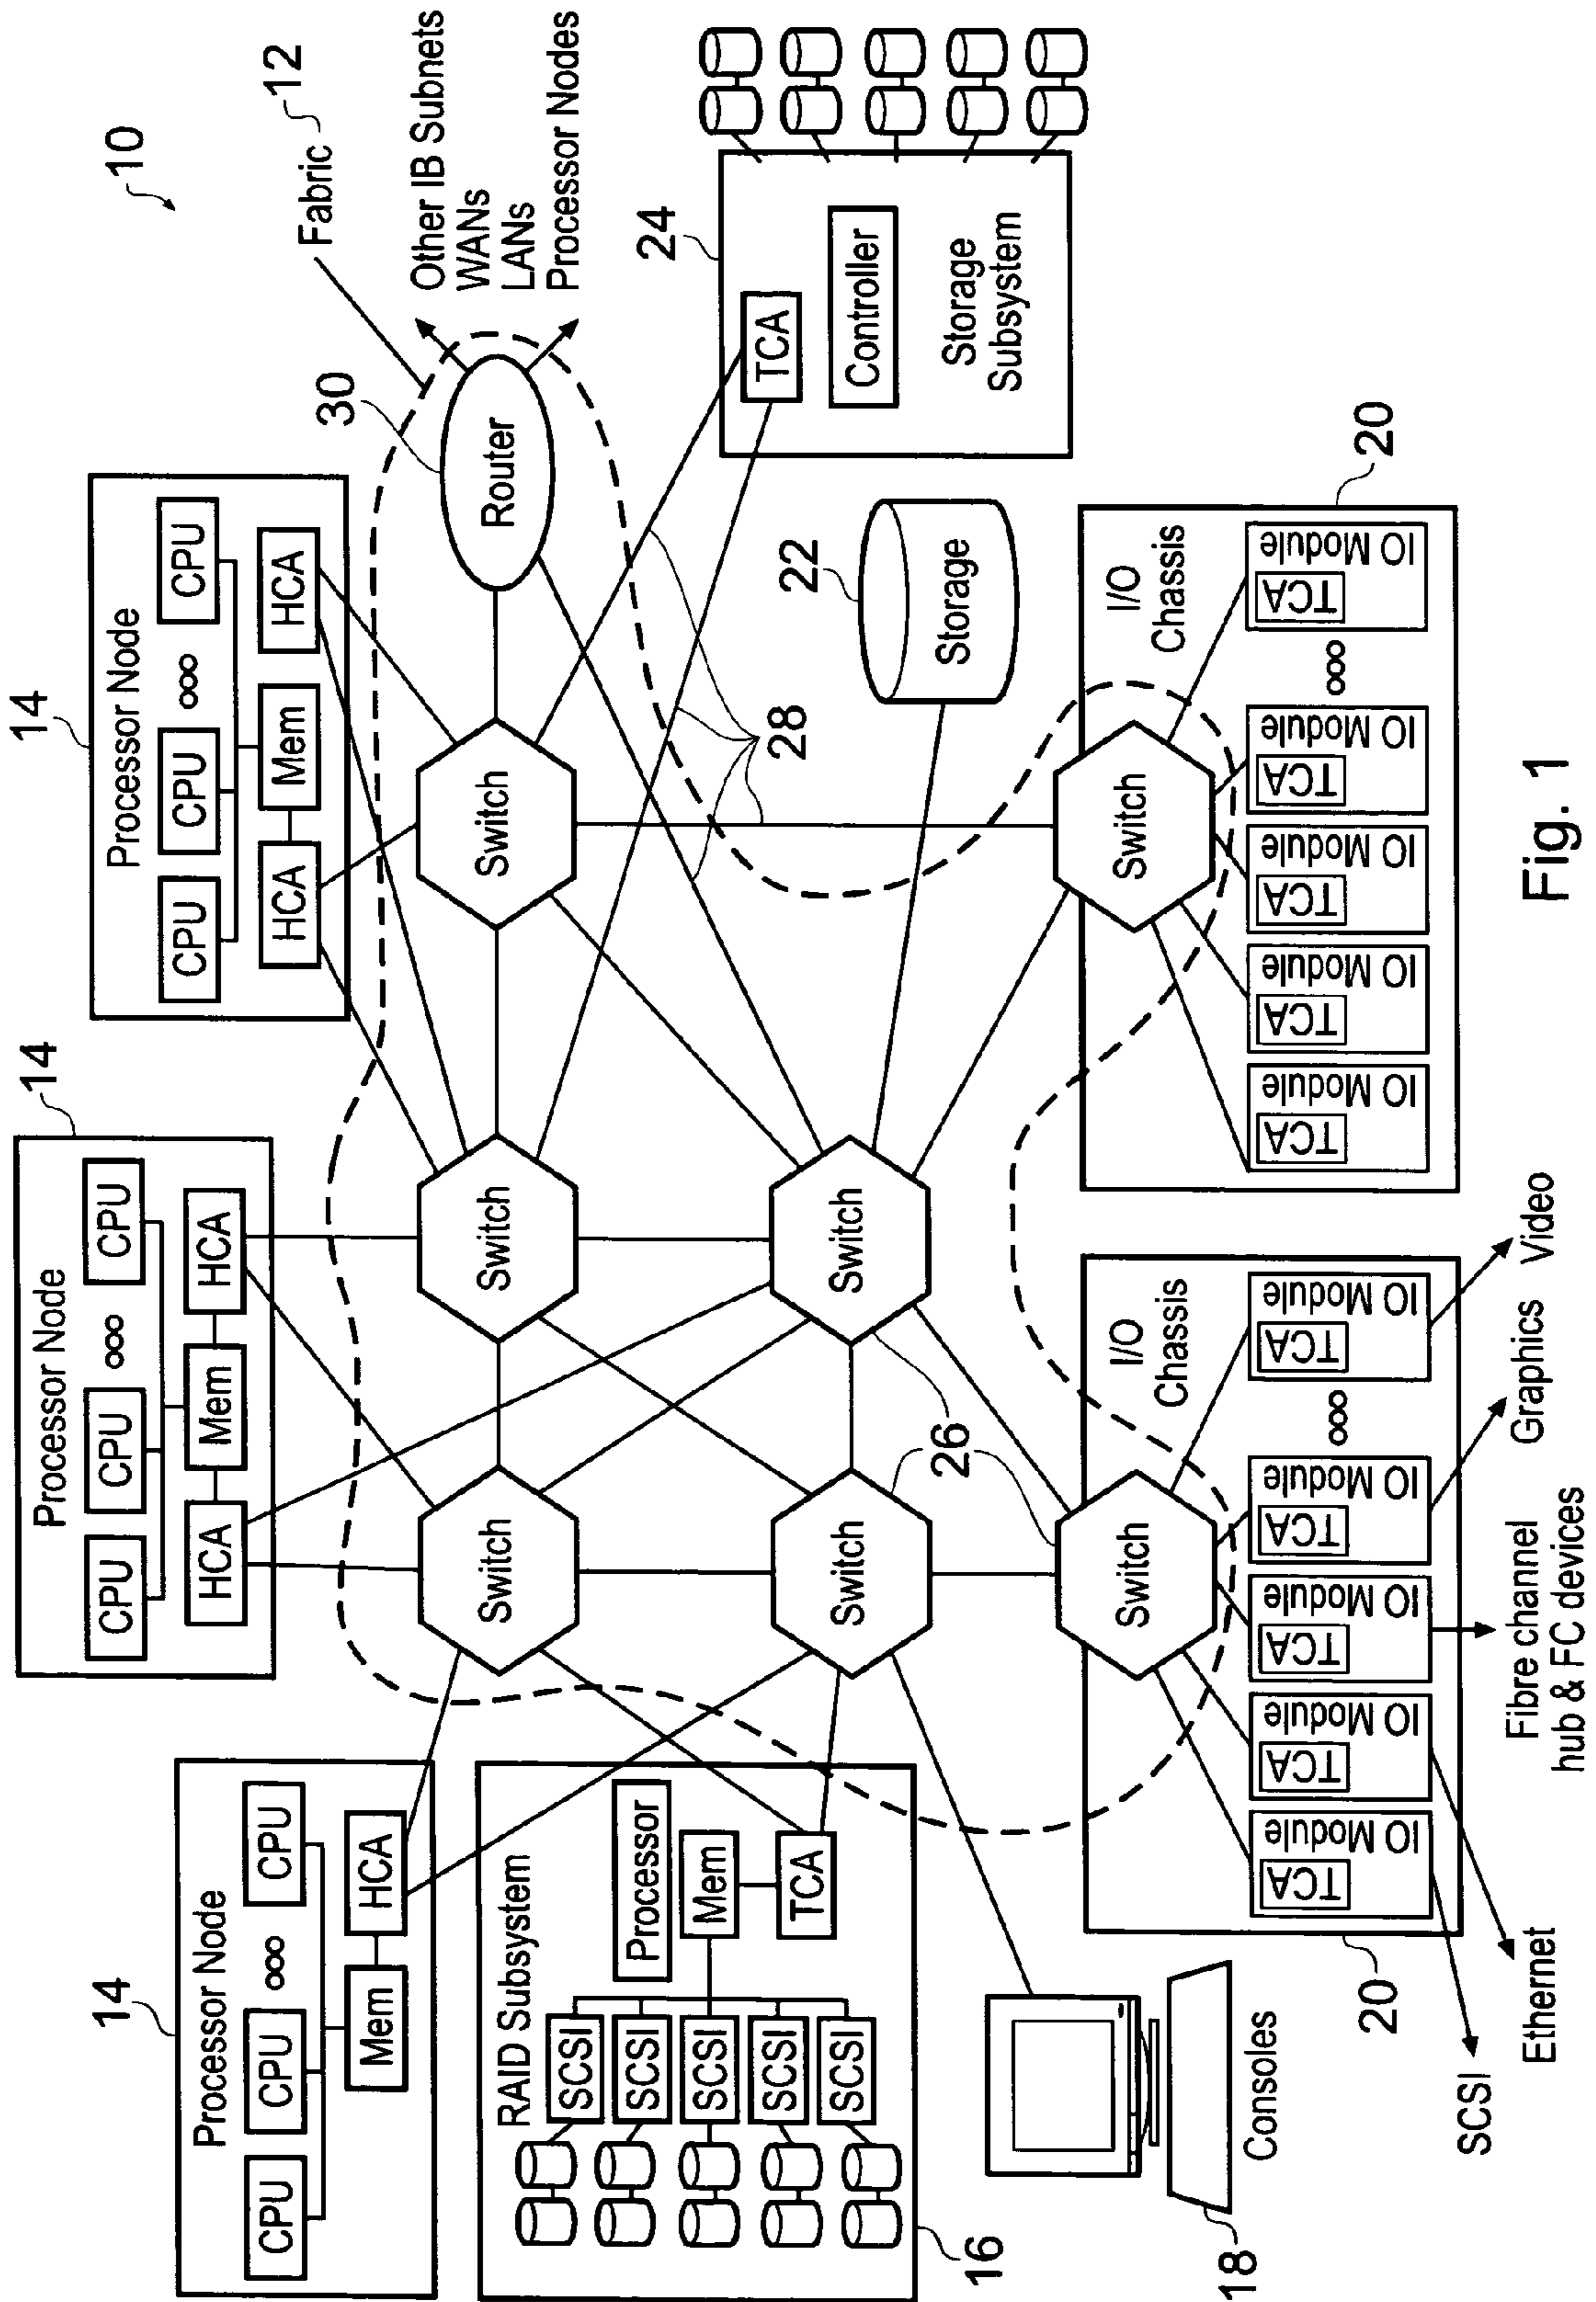 10
Fabric 12
Other IB Subnets
WANs
LANs
Processor Nodes
14
Processor Node
CPU
CPU
ooo
CPU
HCA
Mem
HCA
14
Processor Node
CPU
CPU
ooo
CPU
HCA
Mem
HCA
14
Processor Node
CPU
CPU
ooo
CPU
Mem
HCA
RAID Subsystem
Processor
SCSI
SCSI
SCSI
SCSI
SCSI
Mem
TCA
16
Switch
Switch
Switch
Router
30
Switch
Switch
26
28
24
TCA
Controller
Storage
Subsystem
22
Storage
Consoles
18
Switch
I/O
Chassis
TCA
IO Module
TCA
IO Module
TCA
IO Module
TCA
IO Module
ooo
TCA
IO Module
20
SCSI
Ethernet
Fibre channel
hub & FC devices
Graphics
Video
Switch
I/O
Chassis
TCA
IO Module
TCA
IO Module
TCA
IO Module
TCA
IO Module
ooo
TCA
IO Module
20
Fig. 1